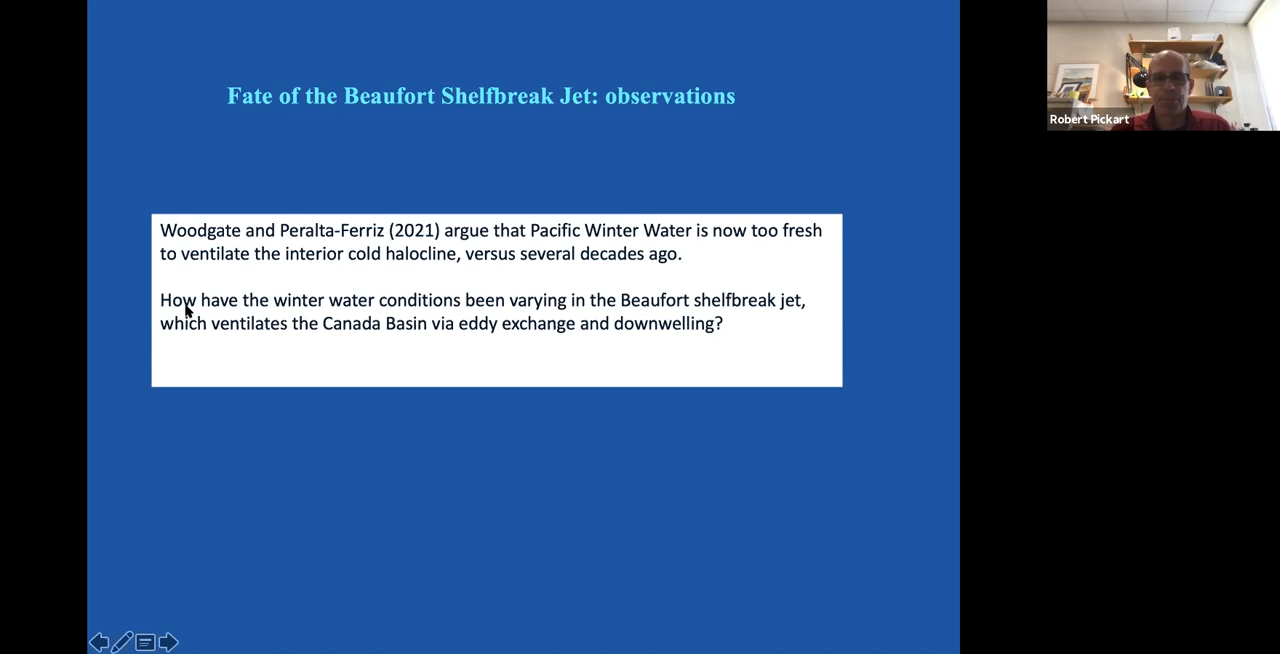 Fate of the Beaufort Shelfbreak Jet: observations
Woodgate and Peralta-Ferriz (2021) argue that Pacific Winter Water is now too fresh
to ventilate the interior cold halocline, versus several decades ago.
How have the winter water conditions been varying in the Beaufort shelfbreak jet,
which ventilates the Canada Basin via eddy exchange and downwelling?
Robert Pickart